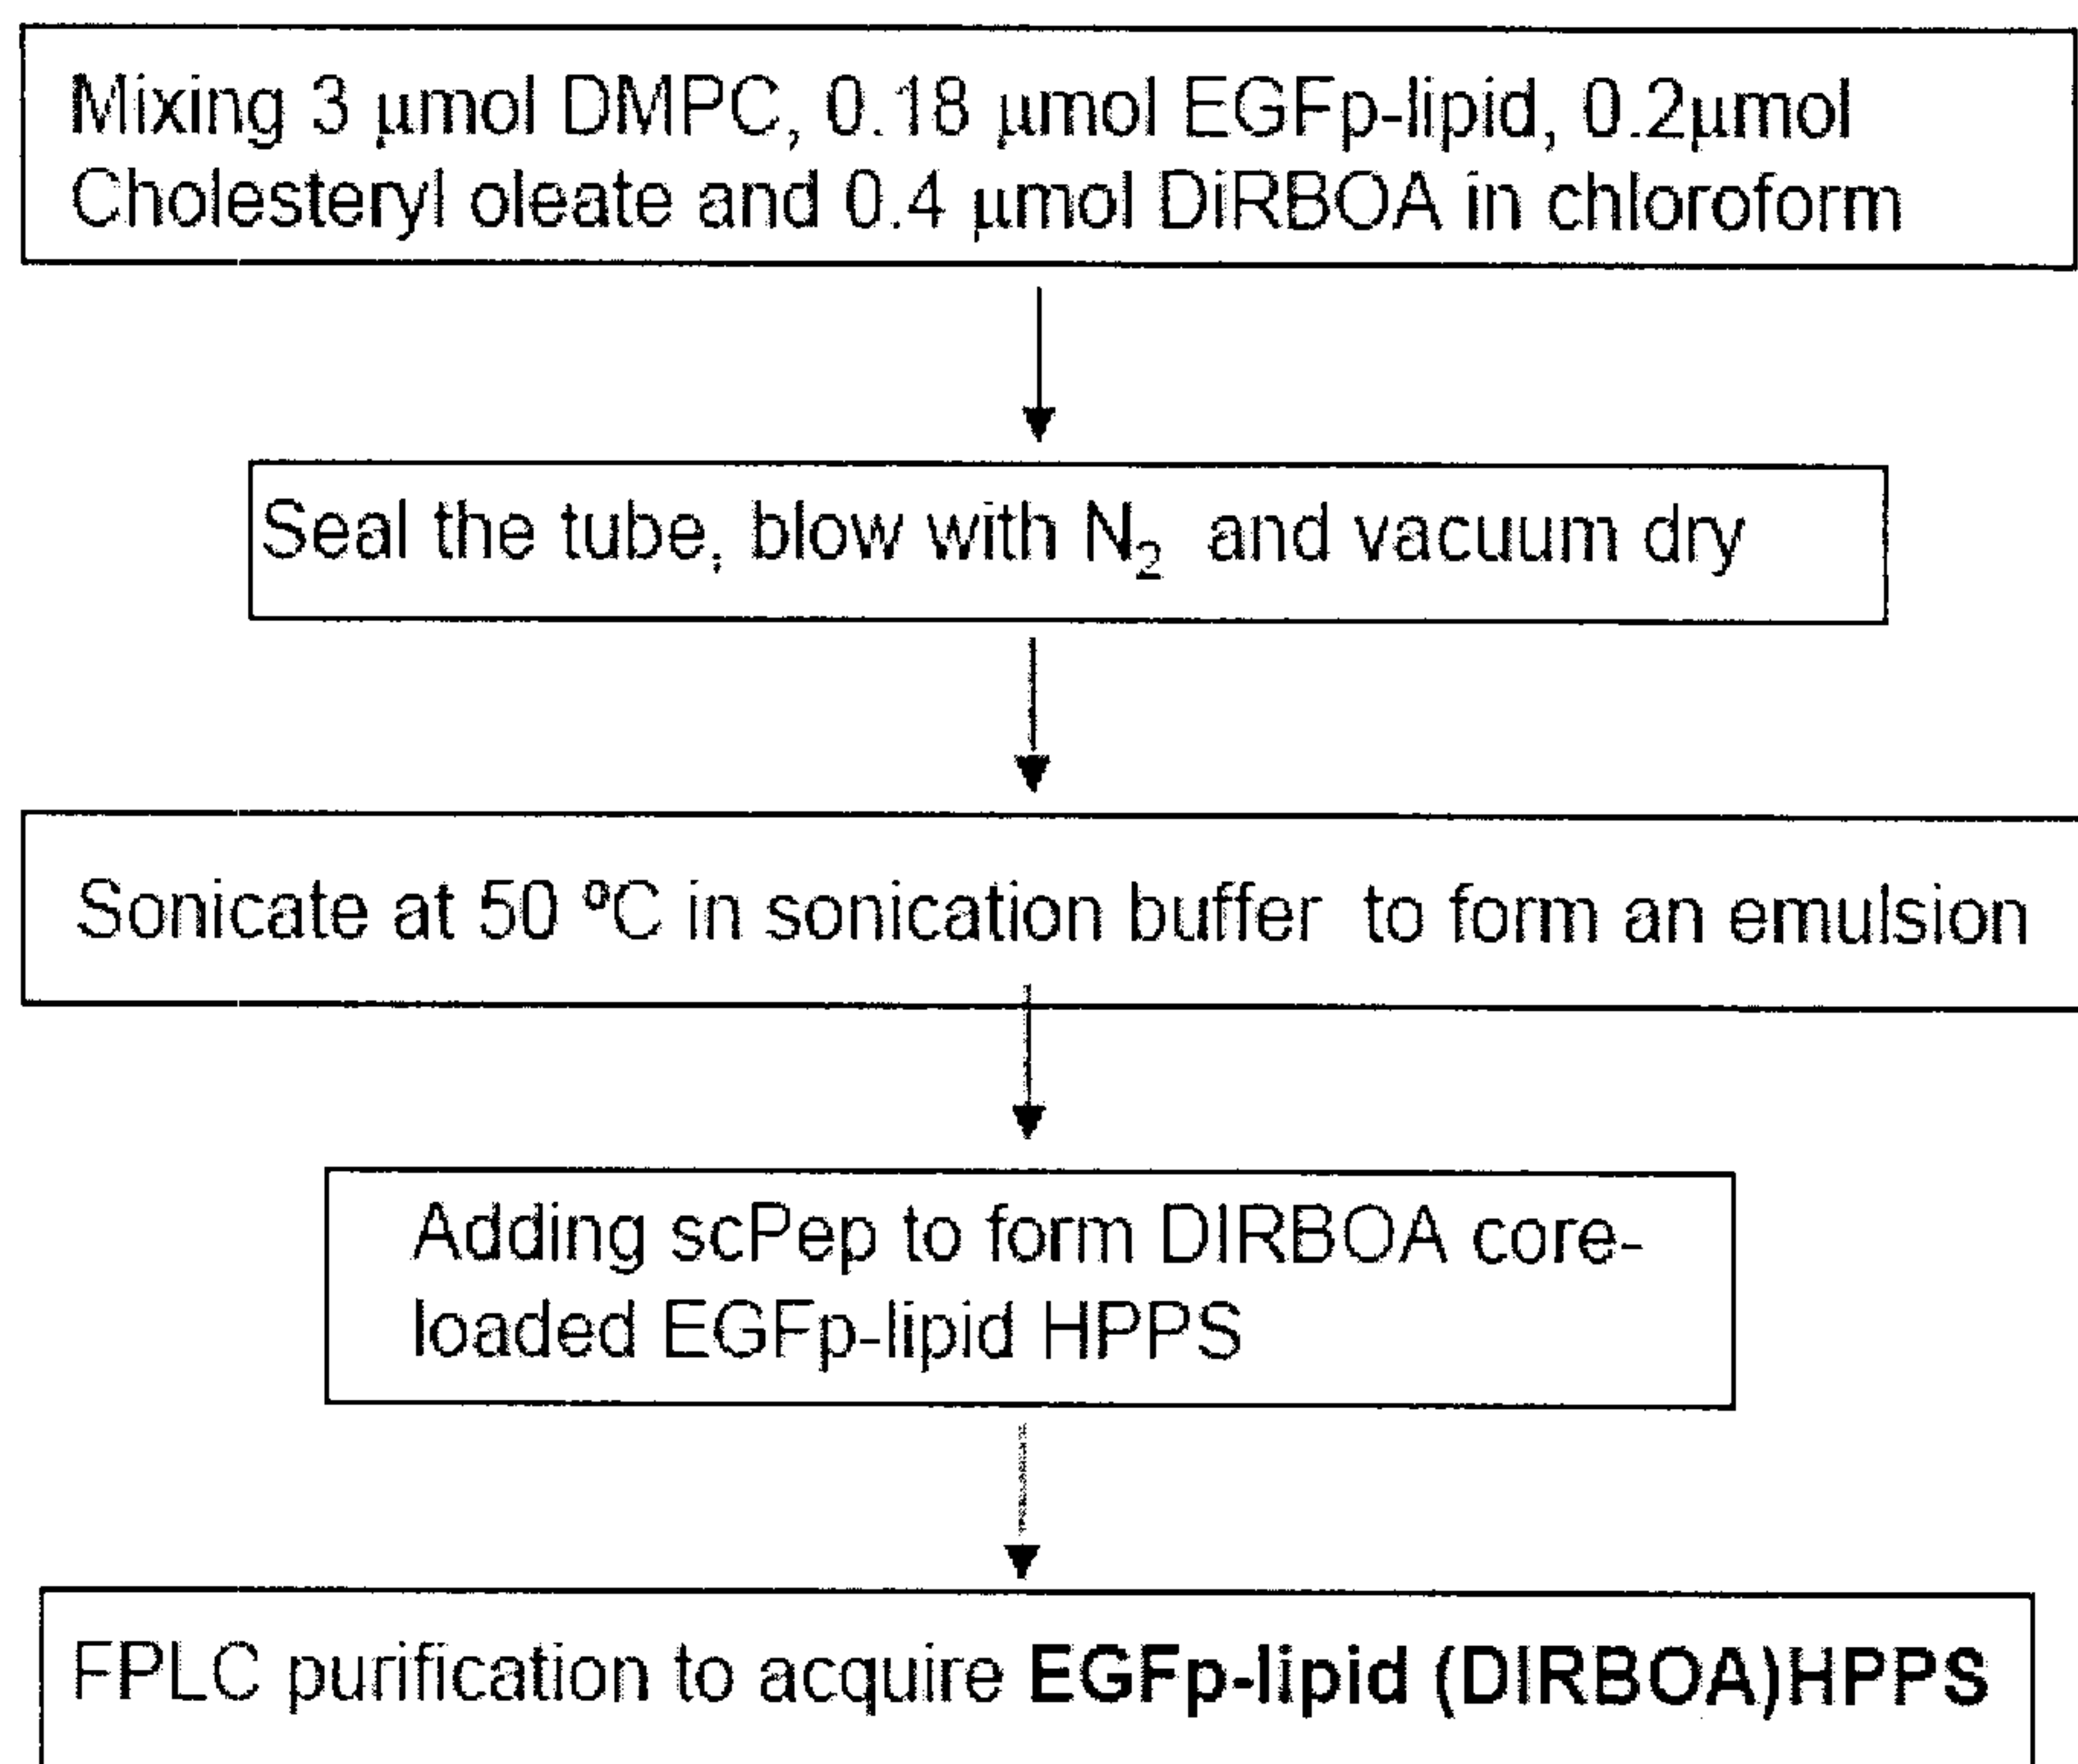 Mixing 3 μmol DMPC, 0.18 μmol EGFp-lipid, 0.2μmol
Cholesteryl oleate and 0.4 μmol DiRBOA in chloroform
Seal the tube, blow with N₂ and vacuum dry
Sonicate at 50 ºC in sonication buffer to form an emulsion
Adding scPep to form DIRBOA core-
loaded EGFp-lipid HPPS
FPLC purification to acquire EGFp-lipid (DIRBOA)HPPS